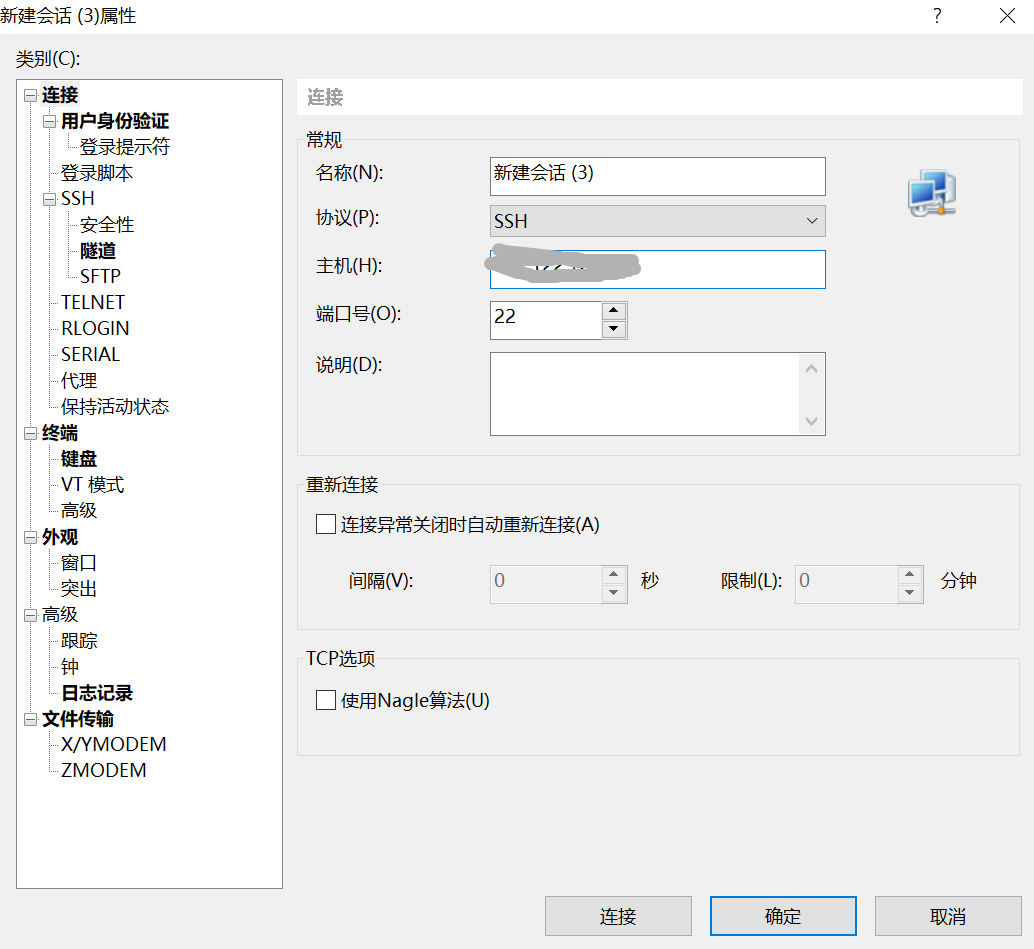 新建会话 (3)属性
?
类别(C):
连接
用户身份验证
登录提示符
登录脚本
SSH
安全性
隧道
SFTP
TELNET
RLOGIN
SERIAL
代理
保持活动状态
终端
键盘
VT 模式
高级
外观
窗口
突出
高级
跟踪
钟
日志记录
文件传输
X/YMODEM
ZMODEM
连接
常规
名称(N): 新建会话 (3)
协议(P): SSH
主机(H):
端口号(O): 22
说明(D):
重新连接
连接异常关闭时自动重新连接(A)
间隔(V): 0 秒 限制(L): 0 分钟
TCP选项
使用Nagle算法(U)
连接 确定 取消